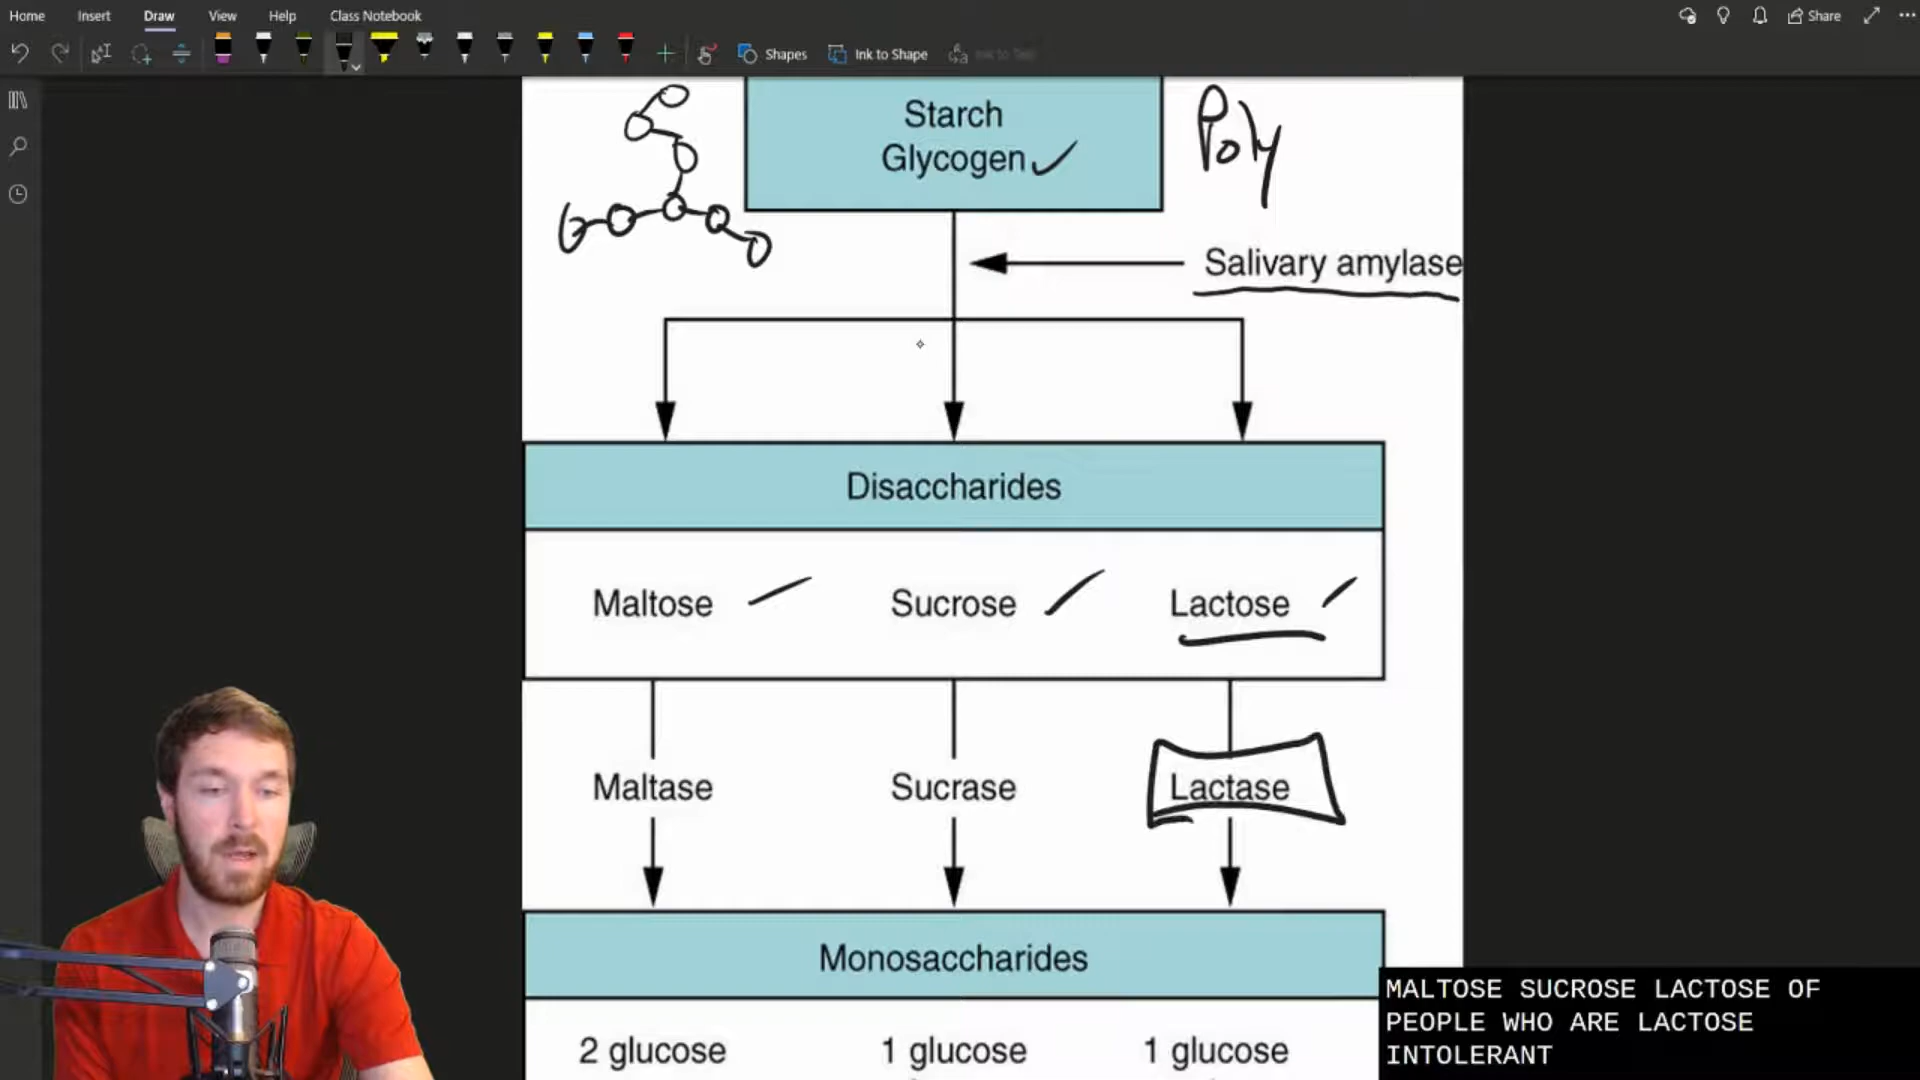 Home Insert Draw View Help Class Notebook Share
Shapes Ink to Shape
Starch
Glycogen
Poly
Salivary amylase
Disaccharides
Maltose Sucrose Lactose
Maltase Sucrase Lactase
Monosaccharides
2 glucose 1 glucose 1 glucose
MALTOSE SUCROSE LACTOSE OF
PEOPLE WHO ARE LACTOSE
INTOLERANT